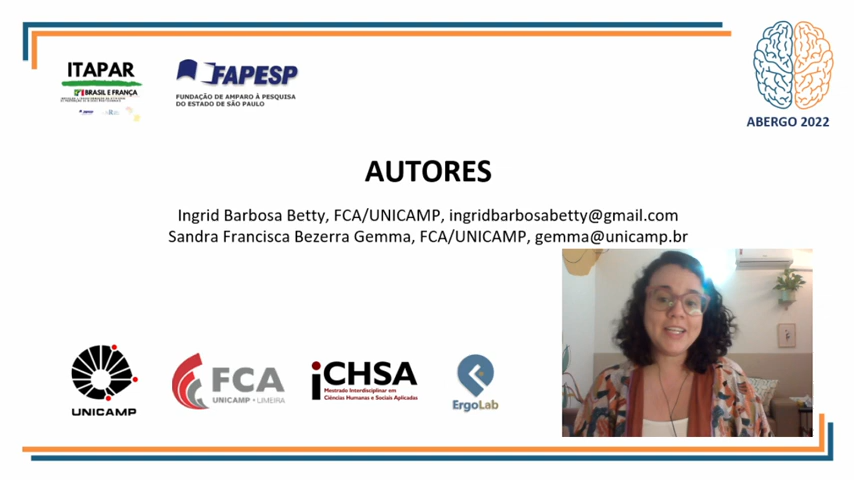 ITAPAR
BRASIL E FRANÇA
FAPESP
FUNDAÇÃO DE AMPARO À PESQUISA
DO ESTADO DE SÃO PAULO
ABERGO 2022
AUTORES
Ingrid Barbosa Betty, FCA/UNICAMP, ingridbarbosabetty@gmail.com
Sandra Francisca Bezerra Gemma, FCA/UNICAMP, gemma@unicamp.br
UNICAMP
FCA
UNICAMP • LIMEIRA
iCHSA
Mestrado Interdisciplinar em
Ciências Humanas e Sociais Aplicadas
ErgoLab